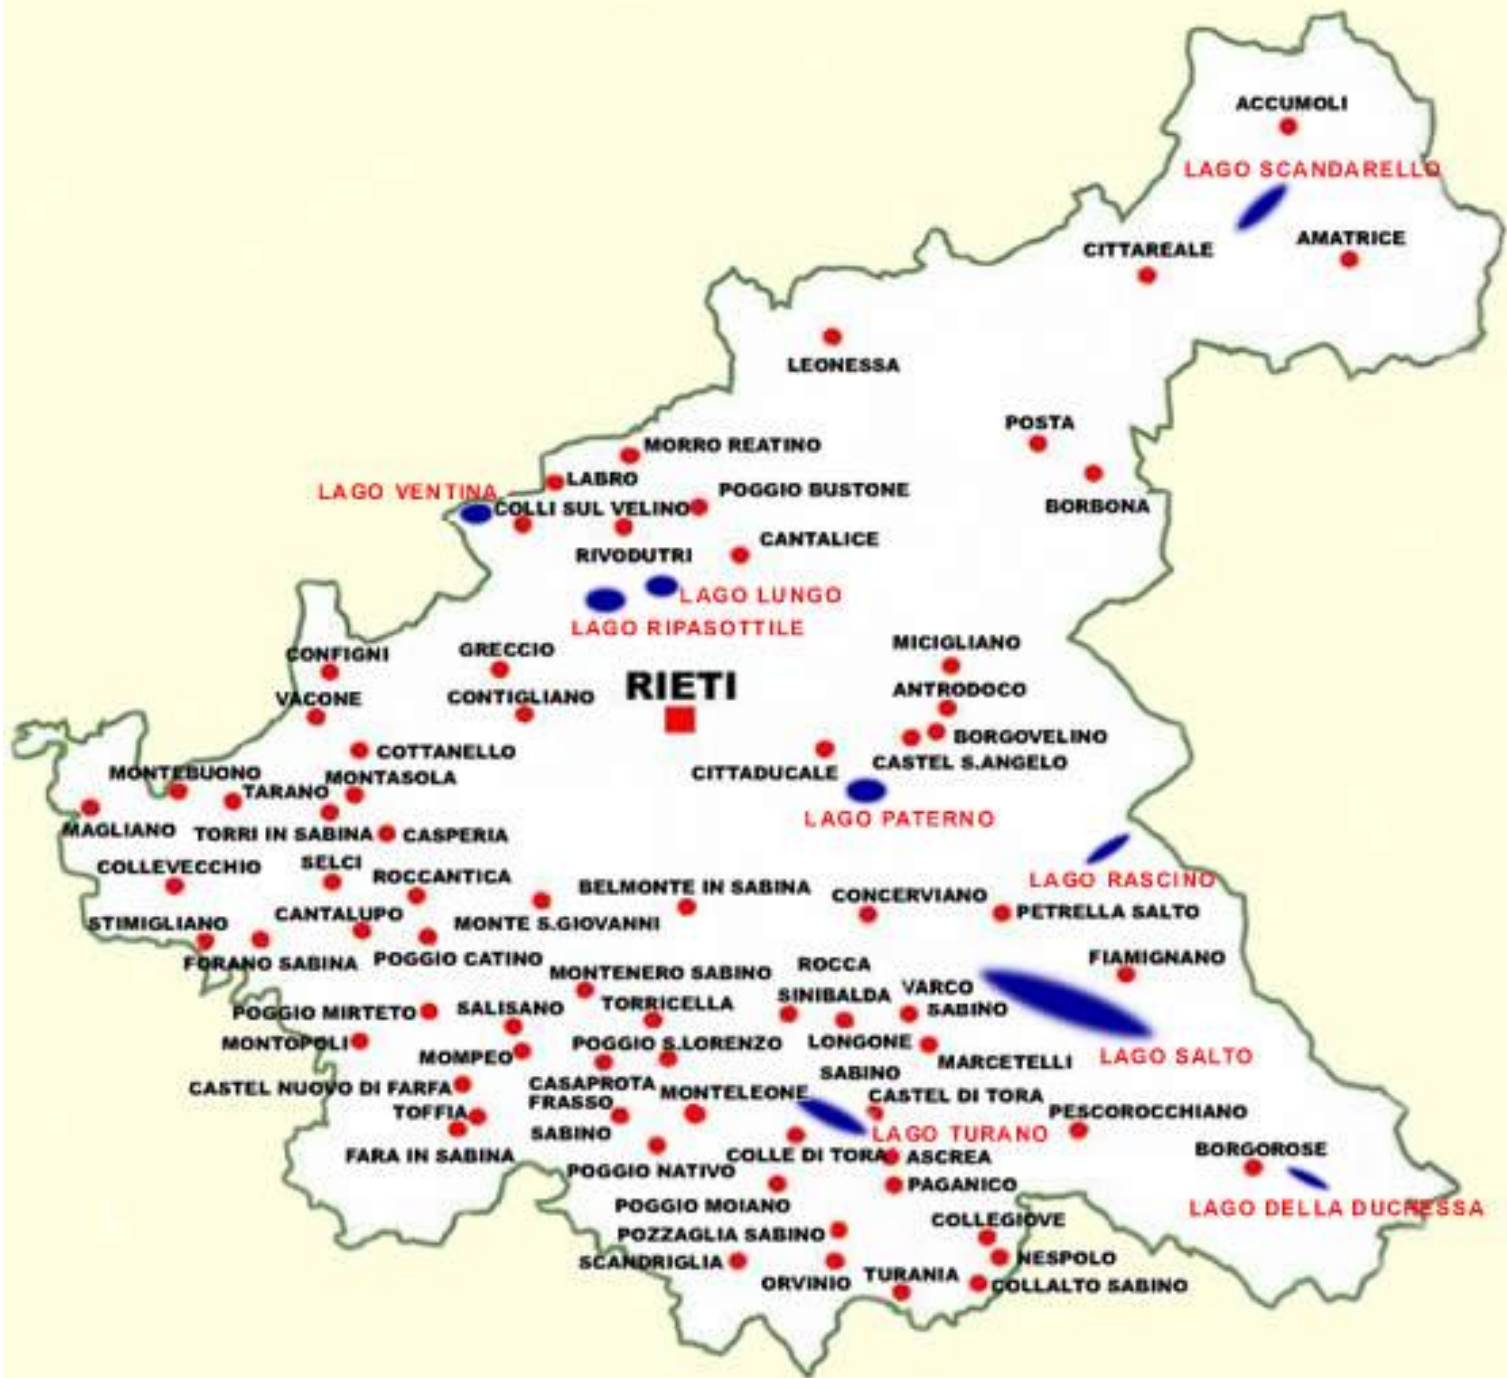 ACCUMOLI
LAGO SCANDARELLO
AMATRICE
CITTAREALE
LEONESSA
POSTA
MORRO REATINO
LABRO
POGGIO BUSTONE
LAGO VENTINA
COLLI SUL VELINO
BORBONA
CANTALICE
RIVODUTRI
LAGO LUNGO
LAGO RIPASOTTILE
MICIGLIANO
GRECCIO
CONFIGNI
RIETI
ANTRODOCO
CONTIGLIANO
VACONE
BORGOVELINO
COTTANELLO
CASTEL S.ANGELO
CITTADUCALE
MONTEBUONO
MONTASOLA
TARANO
LAGO PATERNO
MAGLIANO
TORRI IN SABINA
CASPERIA
COLLEVECCHIO
SELCI
ROCCANTICA
LAGO RASCINO
BELMONTE IN SABINA
CONCERVIANO
PETRELLA SALTO
STIMIGLIANO
CANTALUPO
MONTE S.GIOVANNI
FORANO SABINA
POGGIO CATINO
FIAMIGNANO
MONTENERO SABINO
ROCCA
SINIBALDA
VARCO
SABINO
TORRICELLA
SALISANO
POGGIO MIRTETO
MONTOPOLI
POGGIO S.LORENZO
LONGONE
SABINO
MOMPEO
MARCETELLI
LAGO SALTO
CASTEL NUOVO DI FARFA
CASAPROTA
MONTELEONE
CASTEL DI TORA
FRASSO
SABINO
TOFFIA
PESCOROCCHIANO
LAGO TURANO
FARA IN SABINA
COLLE DI TORA
ASCREA
BORGOROSE
POGGIO NATIVO
PAGANICO
POGGIO MOIANO
LAGO DELLA DUCHESSA
COLLEGIOVE
POZZAGLIA SABINO
SCANDRIGLIA
NESPOLO
ORVINIO
TURANIA
COLLALTO SABINO